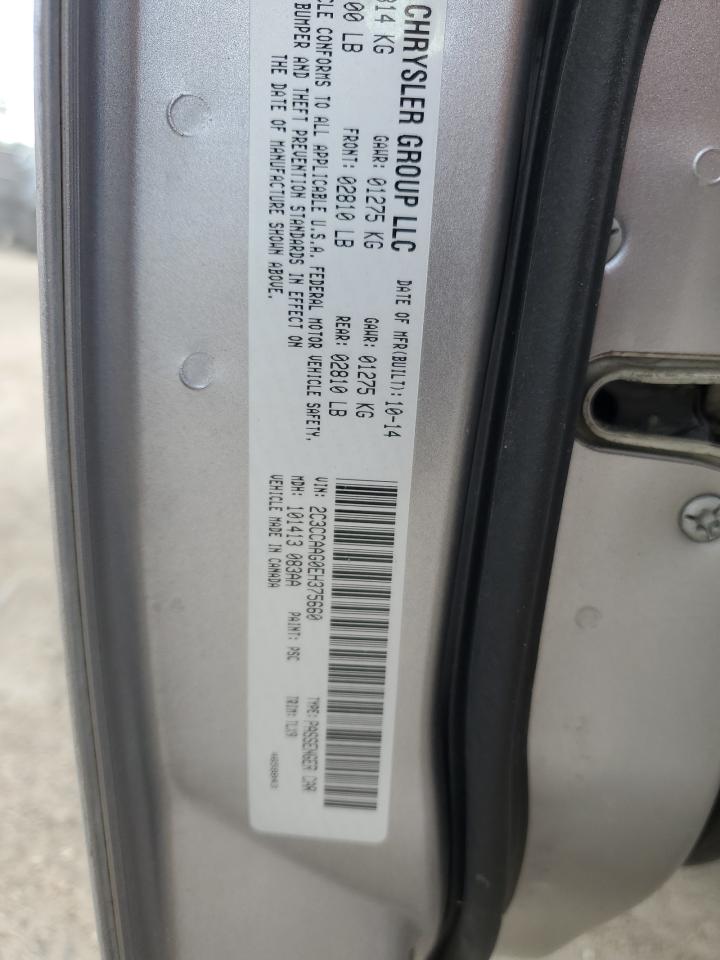 CHRYSLER GROUP LLC
DATE OF MFR(BUILT): 10-14
814 KG GAWR: 01275 KG GAWR: 01275 KG
00 LB FRONT: 02810 LB REAR: 02810 LB
CLE CONFORMS TO ALL APPLICABLE U.S.A. FEDERAL MOTOR VEHICLE SAFETY,
BUMPER AND THEFT PREVENTION STANDARDS IN EFFECT ON
THE DATE OF MANUFACTURE SHOWN ABOVE.
VIN: 2C3CCAAG0EH375660 TYPE: PASSENGER CAR
MDH: 101413 083AA PAINT: PSC TRIM: TLX9
VEHICLE MADE IN CANADA